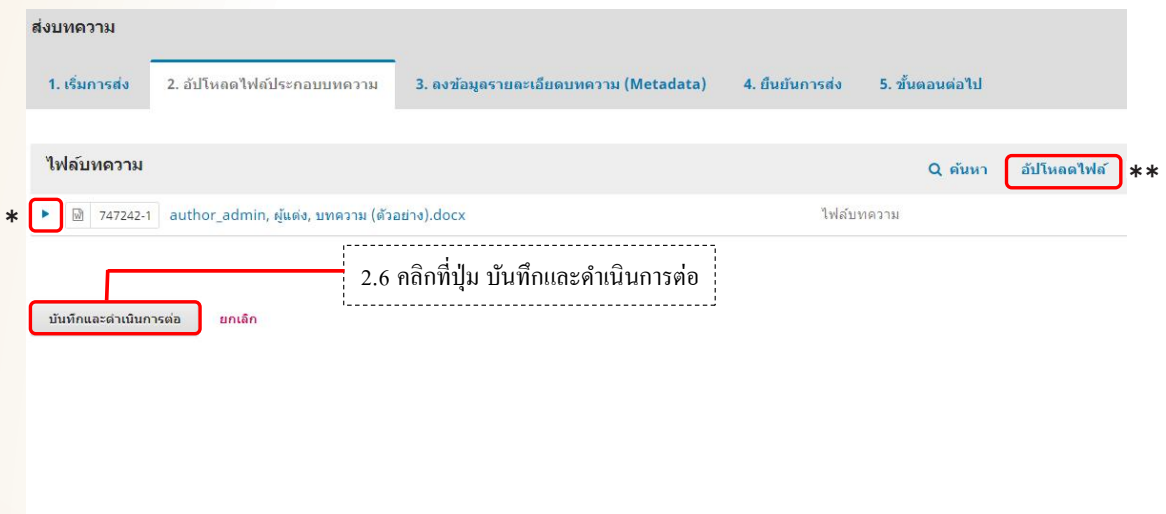 ส่งบทความ
1. เริ่มการส่ง 2. อัปโหลดไฟล์ประกอบบทความ 3. ลงข้อมูลรายละเอียดบทความ (Metadata) 4. ยืนยันการส่ง 5. ขั้นตอนต่อไป
ไฟล์บทความ ค้นหา อัปโหลดไฟล์ **
* 747242-1 author_admin, ผู้แต่ง, บทความ (ตัวอย่าง).docx ไฟล์บทความ
2.6 คลิกที่ปุ่ม บันทึกและดำเนินการต่อ
บันทึกและดำเนินการต่อ ยกเลิก